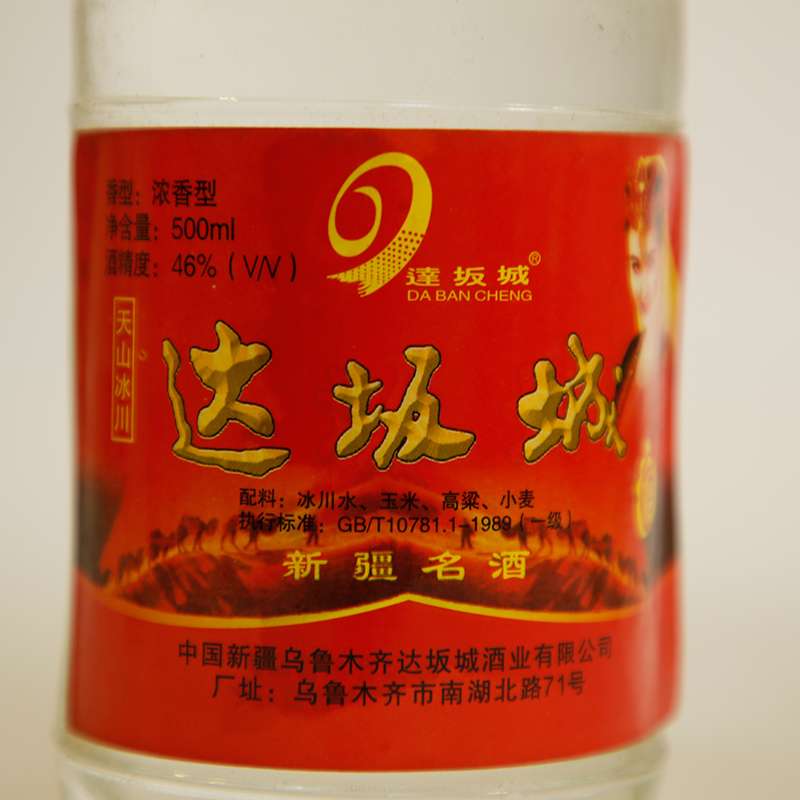 香型：浓香型
净含量：500ml
酒精度：46%（V/V）
達坂城®
DA BAN CHENG
天山冰川
达坂城
配料：冰川水、玉米、高粱、小麦
执行标准：GB/T10781.1-1989（一级）
新疆名酒
中国新疆乌鲁木齐达坂城酒业有限公司
厂址：乌鲁木齐市南湖北路71号